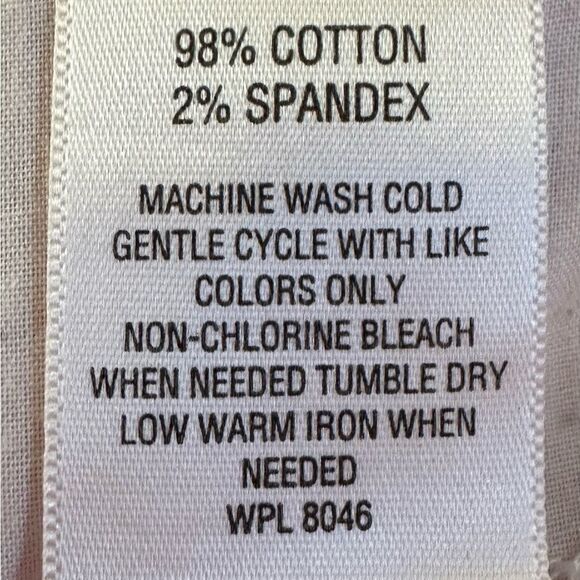 98% COTTON
2% SPANDEX
MACHINE WASH COLD
GENTLE CYCLE WITH LIKE
COLORS ONLY
NON-CHLORINE BLEACH
WHEN NEEDED TUMBLE DRY
LOW WARM IRON WHEN
NEEDED
WPL 8046